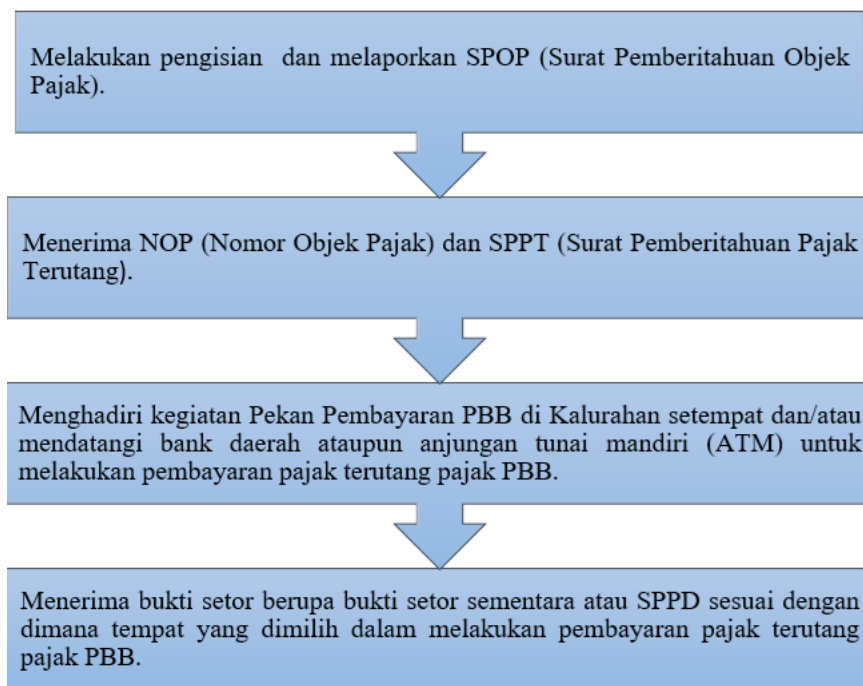 Melakukan pengisian dan melaporkan SPOP (Surat Pemberitahuan Objek
Pajak).
Menerima NOP (Nomor Objek Pajak) dan SPPT (Surat Pemberitahuan Pajak
Terutang).
Menghadiri kegiatan Pekan Pembayaran PBB di Kalurahan setempat dan/atau
mendatangi bank daerah ataupun anjungan tunai mandiri (ATM) untuk
melakukan pembayaran pajak terutang pajak PBB.
Menerima bukti setor berupa bukti setor sementara atau SPPD sesuai dengan
dimana tempat yang dimilih dalam melakukan pembayaran pajak terutang
pajak PBB.